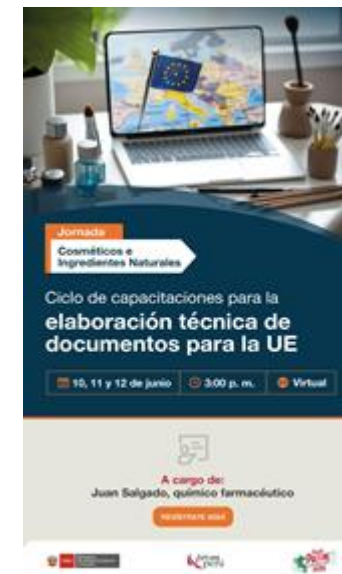 Jornada
Cosméticos e
Ingredientes Naturales
Ciclo de capacitaciones para la
elaboración técnica de
documentos para la UE
10, 11 y 12 de junio
3:00 p. m.
Virtual
A cargo de:
Juan Salgado, químico farmacéutico
REGÍSTRATE AQUÍ